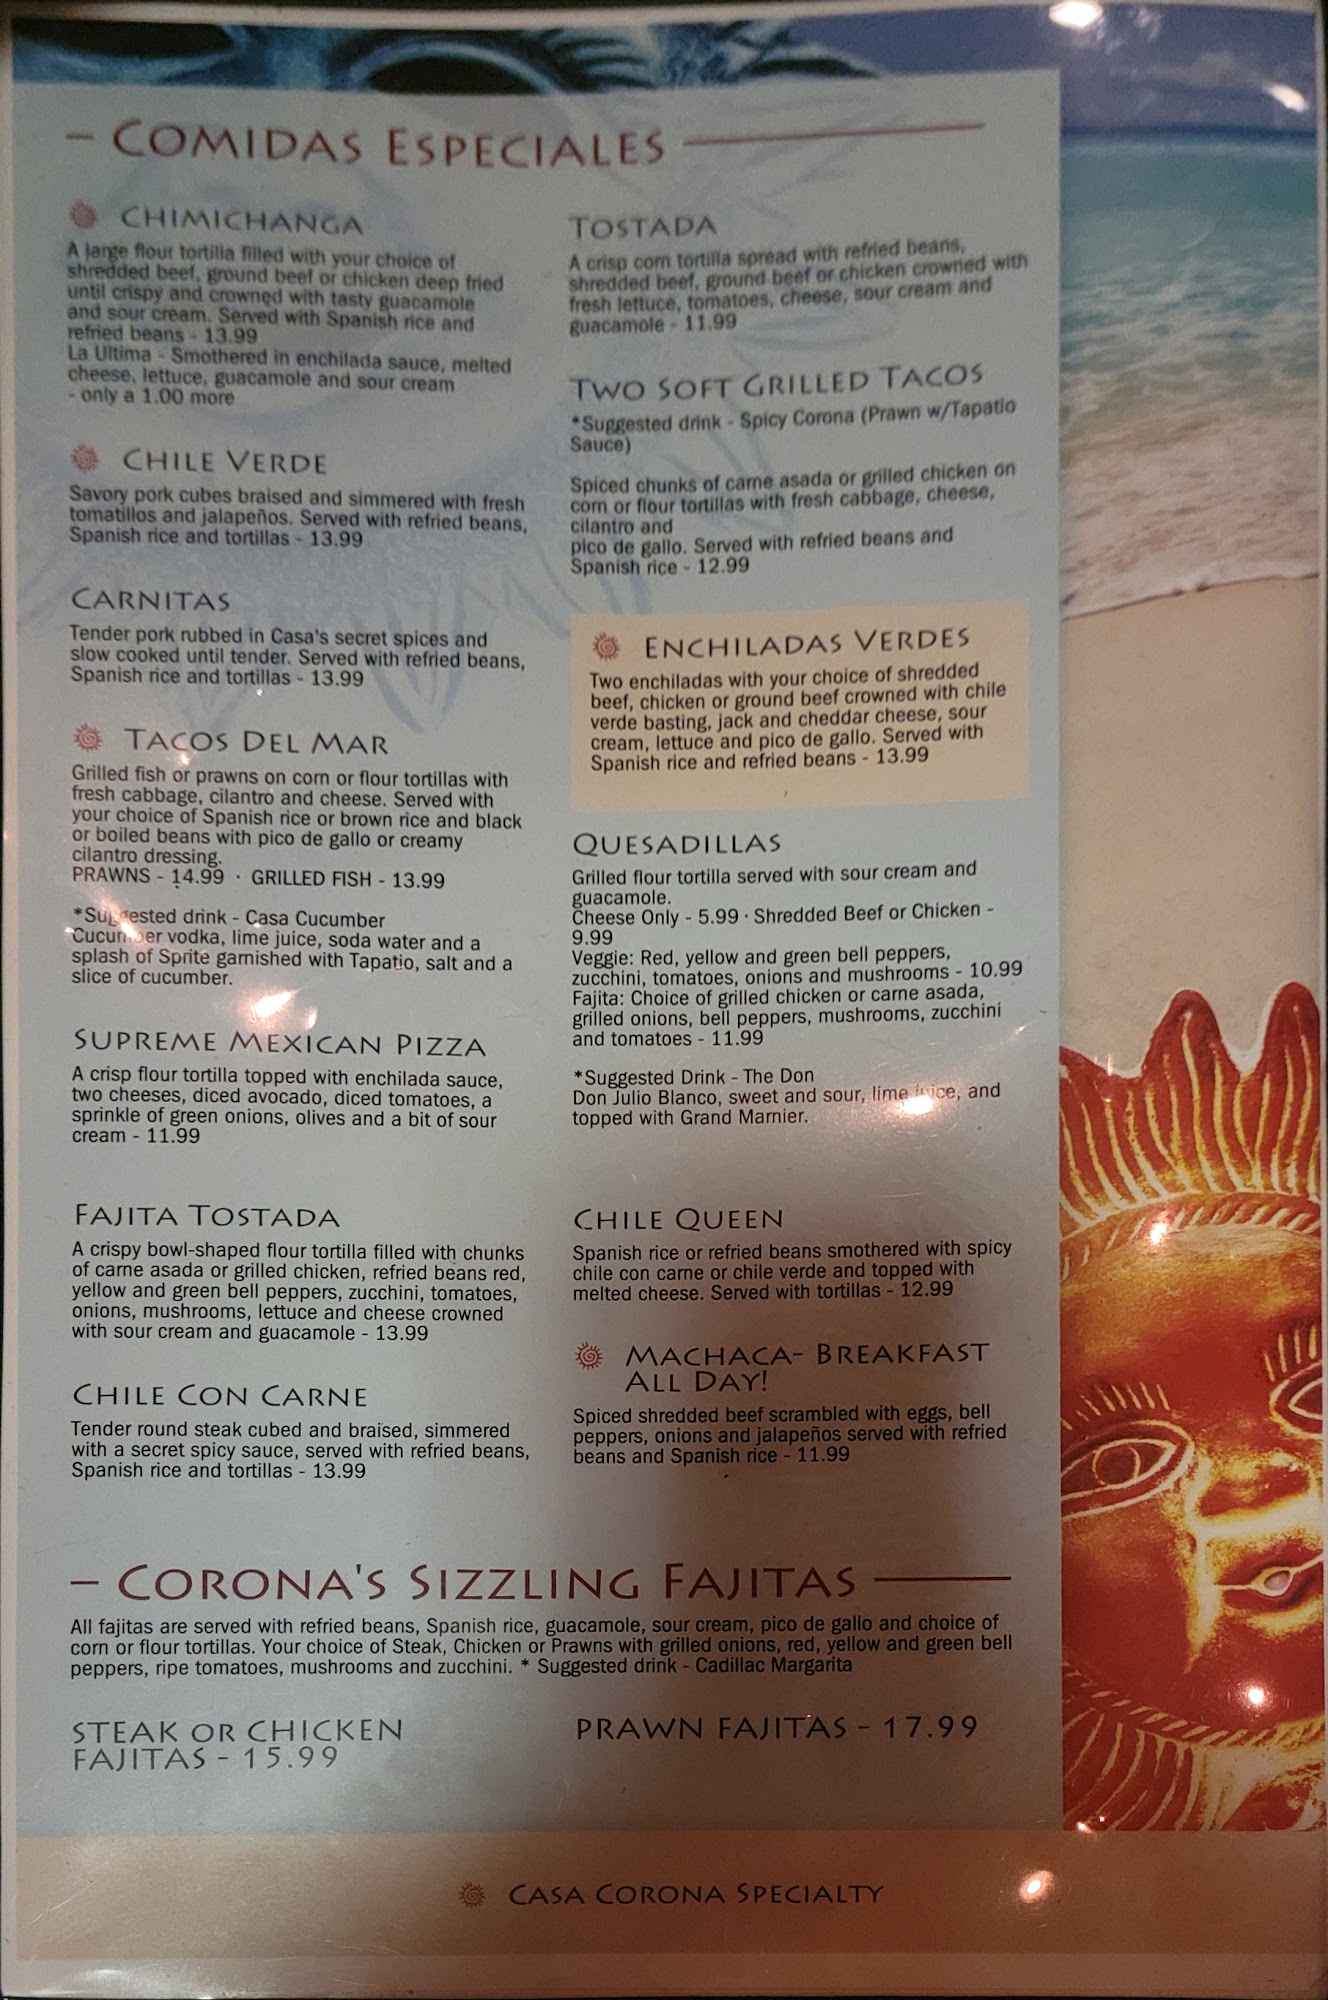 – COMIDAS ESPECIALES
CHIMICHANGA
A large flour tortilla filled with your choice of
shredded beef, ground beef or chicken deep fried
until crispy and crowned with tasty guacamole
and sour cream. Served with Spanish rice and
refried beans - 13.99
La Ultima - Smothered in enchilada sauce, melted
cheese, lettuce, guacamole and sour cream
- only a 1.00 more
CHILE VERDE
Savory pork cubes braised and simmered with fresh
tomatillos and jalapeños. Served with refried beans,
Spanish rice and tortillas - 13.99
CARNITAS
Tender pork rubbed in Casa's secret spices and
slow cooked until tender. Served with refried beans,
Spanish rice and tortillas - 13.99
TACOS DEL MAR
Grilled fish or prawns on corn or flour tortillas with
fresh cabbage, cilantro and cheese. Served with
your choice of Spanish rice or brown rice and black
or boiled beans with pico de gallo or creamy
cilantro dressing.
PRAWNS - 14.99 · GRILLED FISH - 13.99
*Suggested drink - Casa Cucumber
Cucumber vodka, lime juice, soda water and a
splash of Sprite garnished with Tapatio, salt and a
slice of cucumber.
SUPREME MEXICAN PIZZA
A crisp flour tortilla topped with enchilada sauce,
two cheeses, diced avocado, diced tomatoes, a
sprinkle of green onions, olives and a bit of sour
cream - 11.99
FAJITA TOSTADA
A crispy bowl-shaped flour tortilla filled with chunks
of carne asada or grilled chicken, refried beans red,
yellow and green bell peppers, zucchini, tomatoes,
onions, mushrooms, lettuce and cheese crowned
with sour cream and guacamole - 13.99
CHILE CON CARNE
Tender round steak cubed and braised, simmered
with a secret spicy sauce, served with refried beans,
Spanish rice and tortillas - 13.99
TOSTADA
A crisp corn tortilla spread with refried beans,
shredded beef, ground beef or chicken crowned with
fresh lettuce, tomatoes, cheese, sour cream and
guacamole - 11.99
TWO SOFT GRILLED TACOS
*Suggested drink - Spicy Corona (Prawn w/Tapatio
Sauce)
Spiced chunks of carne asada or grilled chicken on
corn or flour tortillas with fresh cabbage, cheese,
cilantro and
pico de gallo. Served with refried beans and
Spanish rice - 12.99
ENCHILADAS VERDES
Two enchiladas with your choice of shredded
beef, chicken or ground beef crowned with chile
verde basting, jack and cheddar cheese, sour
cream, lettuce and pico de gallo. Served with
Spanish rice and refried beans - 13.99
QUESADILLAS
Grilled flour tortilla served with sour cream and
guacamole.
Cheese Only - 5.99 · Shredded Beef or Chicken -
9.99
Veggie: Red, yellow and green bell peppers,
zucchini, tomatoes, onions and mushrooms - 10.99
Fajita: Choice of grilled chicken or carne asada,
grilled onions, bell peppers, mushrooms, zucchini
and tomatoes - 11.99
*Suggested Drink - The Don
Don Julio Blanco, sweet and sour, lime juice, and
topped with Grand Marnier.
CHILE QUEEN
Spanish rice or refried beans smothered with spicy
chile con carne or chile verde and topped with
melted cheese. Served with tortillas - 12.99
MACHACA- BREAKFAST
ALL DAY!
Spiced shredded beef scrambled with eggs, bell
peppers, onions and jalapeños served with refried
beans and Spanish rice - 11.99
– CORONA'S SIZZLING FAJITAS
All fajitas are served with refried beans, Spanish rice, guacamole, sour cream, pico de gallo and choice of
corn or flour tortillas. Your choice of Steak, Chicken or Prawns with grilled onions, red, yellow and green bell
peppers, ripe tomatoes, mushrooms and zucchini. * Suggested drink - Cadillac Margarita
STEAK OR CHICKEN
FAJITAS - 15.99
PRAWN FAJITAS - 17.99
CASA CORONA SPECIALTY